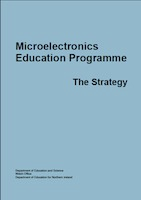 Microelectronics
Education Programme
The Strategy
Department of Education and Science
Welsh Office
Department of Education for Northern Ireland